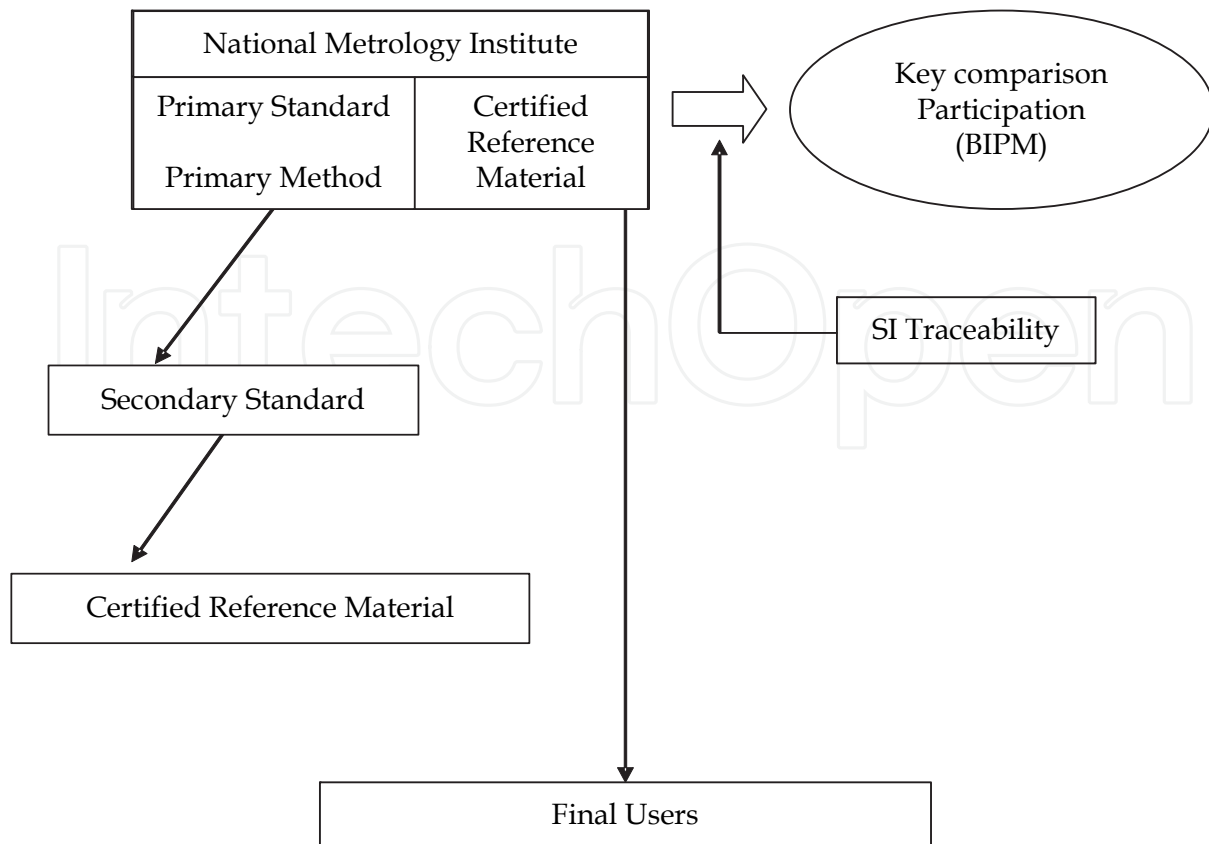 National Metrology Institute
Primary Standard
Primary Method
Certified
Reference
Material
Key comparison
Participation
(BIPM)
IntechOpen
SI Traceability
Secondary Standard
Certified Reference Material
Final Users